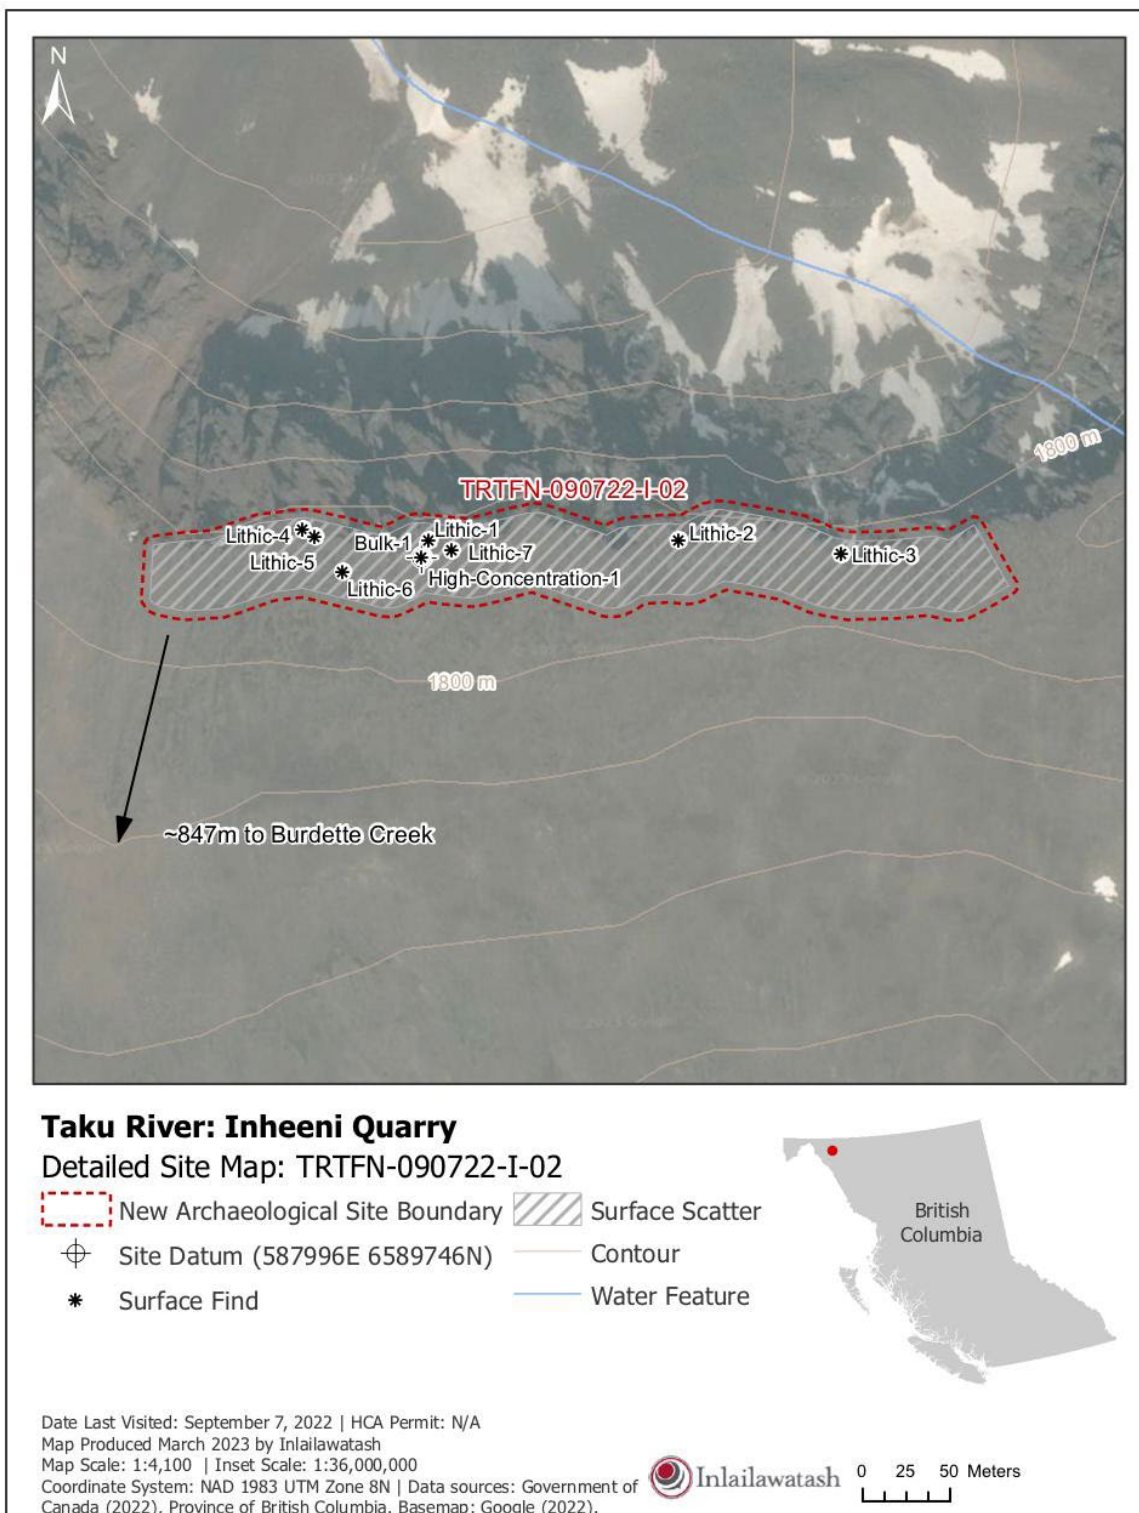 N
1800 m
TRTFN-090722-I-02
Lithic-4
Lithic-1
Lithic-2
Bulk-1
Lithic-7
Lithic-3
Lithic-5
High-Concentration-1
Lithic-6
1800 m
~847m to Burdette Creek
Taku River: Inheeni Quarry
Detailed Site Map: TRTFN-090722-I-02
New Archaeological Site Boundary
Surface Scatter
Site Datum (587996E 6589746N)
Contour
Surface Find
Water Feature
British
Columbia
Date Last Visited: September 7, 2022 | HCA Permit: N/A
Map Produced March 2023 by Inlailawatash
Map Scale: 1:4,100 | Inset Scale: 1:36,000,000
Coordinate System: NAD 1983 UTM Zone 8N | Data sources: Government of
Canada (2022), Province of British Columbia. Basemap: Google (2022).
Inlailawatash
0 25 50 Meters